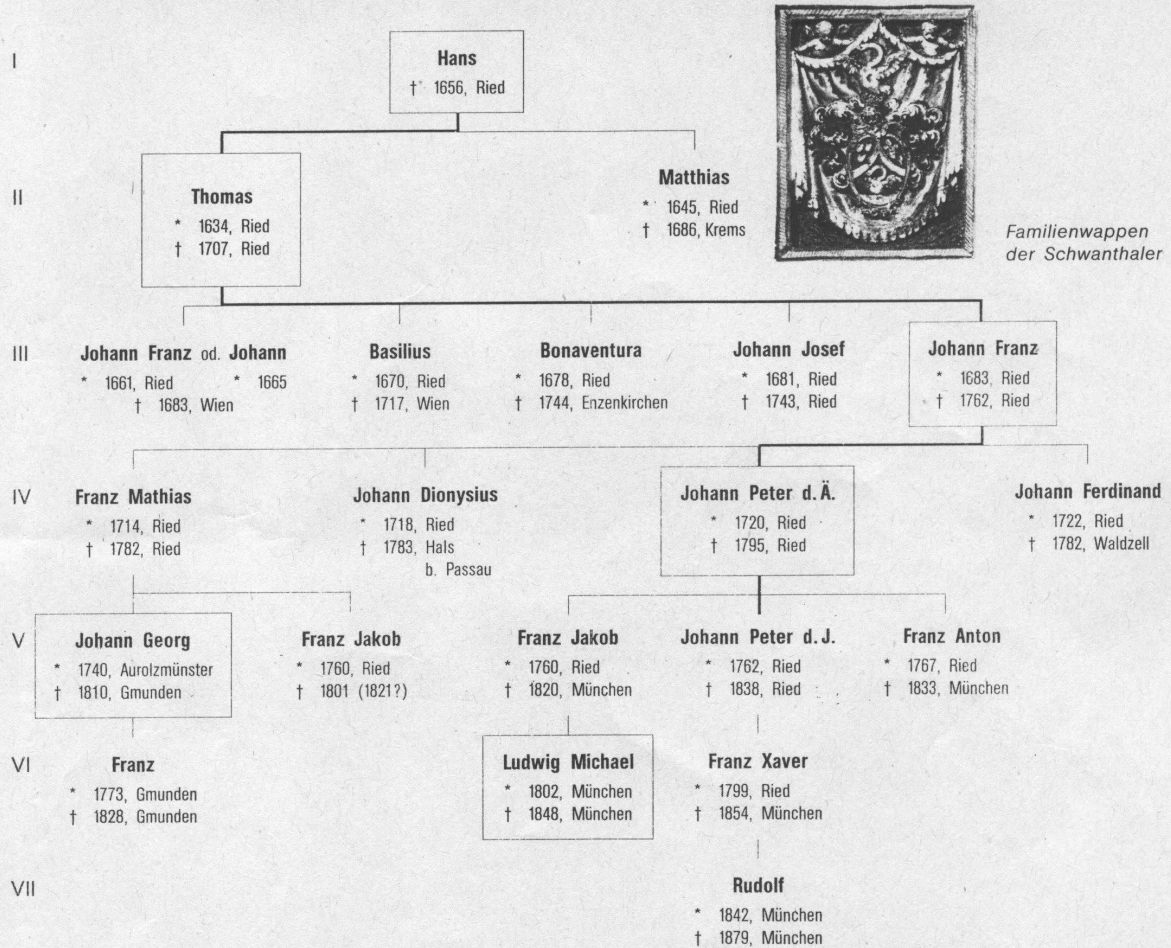 I
Hans
† 1656, Ried
II
Thomas
* 1634, Ried
† 1707, Ried
Matthias
* 1645, Ried
† 1686, Krems
Familienwappen
der Schwanthaler
III
Johann Franz od. Johann
* 1661, Ried * 1665
† 1683, Wien
Basilius
* 1670, Ried
† 1717, Wien
Bonaventura
* 1678, Ried
† 1744, Enzenkirchen
Johann Josef
* 1681, Ried
† 1743, Ried
Johann Franz
* 1683, Ried
† 1762, Ried
IV
Franz Mathias
* 1714, Ried
† 1782, Ried
Johann Dionysius
* 1718, Ried
† 1783, Hals
b. Passau
Johann Peter d.Ä.
* 1720, Ried
† 1795, Ried
Johann Ferdinand
* 1722, Ried
† 1782, Waldzell
V
Johann Georg
* 1740, Aurolzmünster
† 1810, Gmunden
Franz Jakob
* 1760, Ried
† 1801 (1821?)
Franz Jakob
* 1760, Ried
† 1820, München
Johann Peter d.J.
* 1762, Ried
† 1838, Ried
Franz Anton
* 1767, Ried
† 1833, München
VI
Franz
* 1773, Gmunden
† 1828, Gmunden
Ludwig Michael
* 1802, München
† 1848, München
Franz Xaver
* 1799, Ried
† 1854, München
VII
Rudolf
* 1842, München
† 1879, München